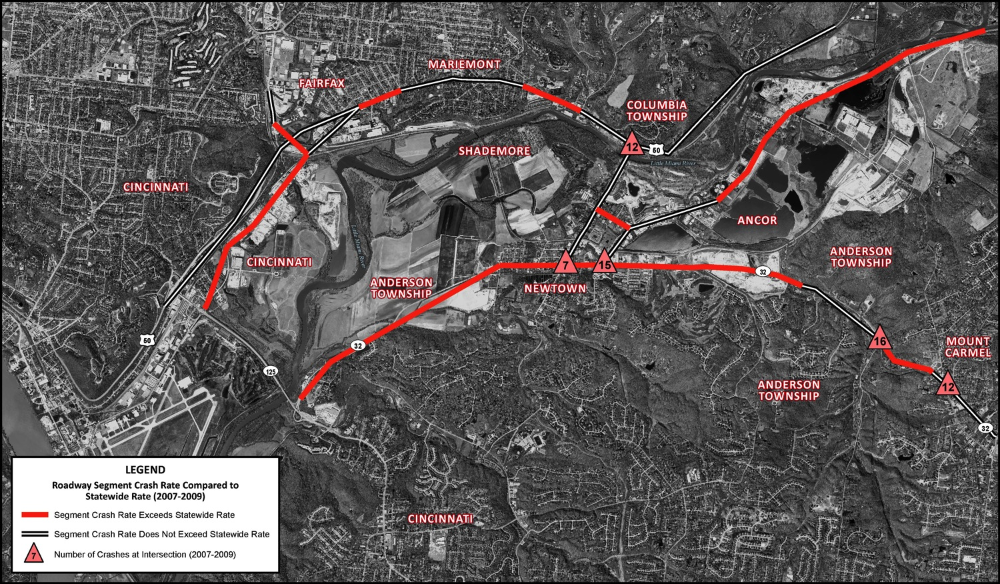 MARIEMONT
FAIRFAX
COLUMBIA
TOWNSHIP
12
50
SHADEMORE
Little Miami River
CINCINNATI
ANCOR
Little Miami River
CINCINNATI
ANDERSON
TOWNSHIP
7
15
32
ANDERSON
TOWNSHIP
NEWTOWN
50
32
16
MOUNT
CARMEL
125
ANDERSON
TOWNSHIP
12
32
CINCINNATI
LEGEND
Roadway Segment Crash Rate Compared to
Statewide Rate (2007-2009)
Segment Crash Rate Exceeds Statewide Rate
Segment Crash Rate Does Not Exceed Statewide Rate
7
Number of Crashes at Intersection (2007-2009)